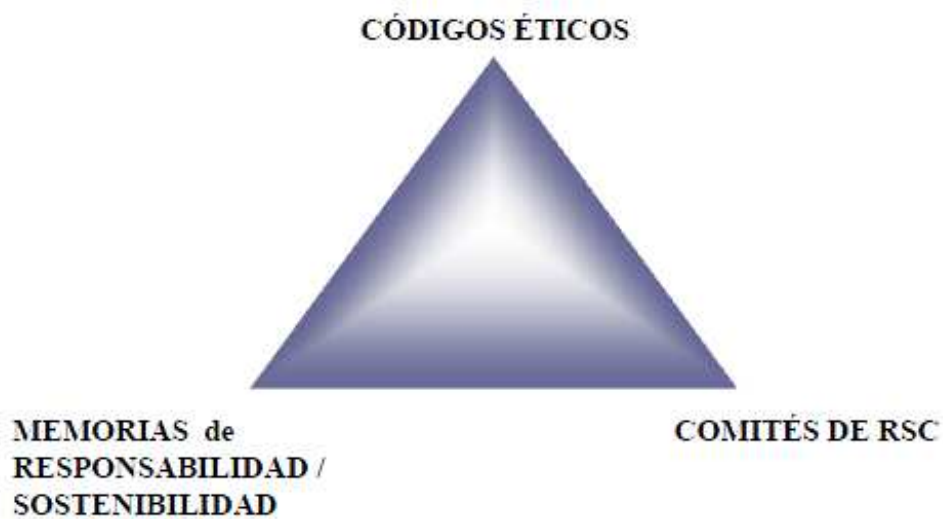 CÓDIGOS ÉTICOS
MEMORIAS de
RESPONSABILIDAD /
SOSTENIBILIDAD
COMITÉS DE RSC